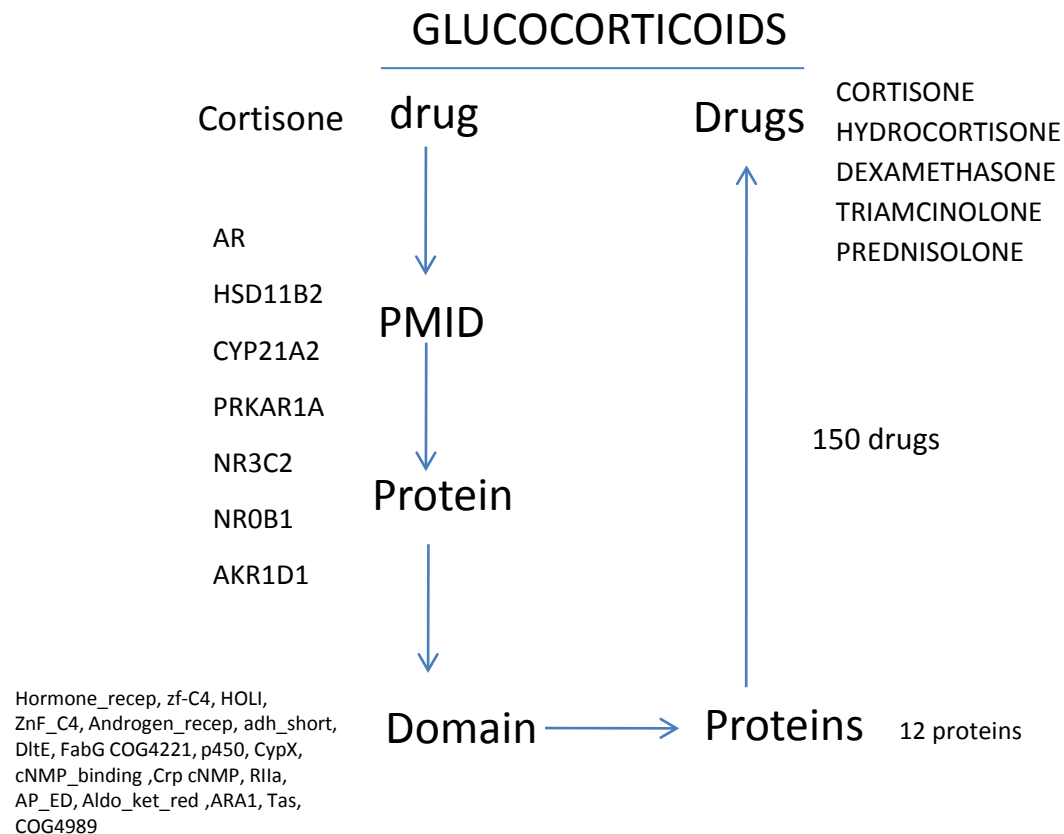 GLUCOCORTICOIDS
Cortisone
drug
Drugs
CORTISONE
HYDROCORTISONE
DEXAMETHASONE
TRIAMCINOLONE
PREDNISOLONE
AR
HSD11B2
CYP21A2
PRKAR1A
NR3C2
NR0B1
AKR1D1
PMID
Protein
150 drugs
Hormone_recep, zf-C4, HOLI,
ZnF_C4, Androgen_recep, adh_short,
DltE, FabG COG4221, p450, CypX,
cNMP_binding ,Crp cNMP, RIIa,
AP_ED, Aldo_ket_red ,ARA1, Tas,
COG4989
Domain
Proteins
12 proteins